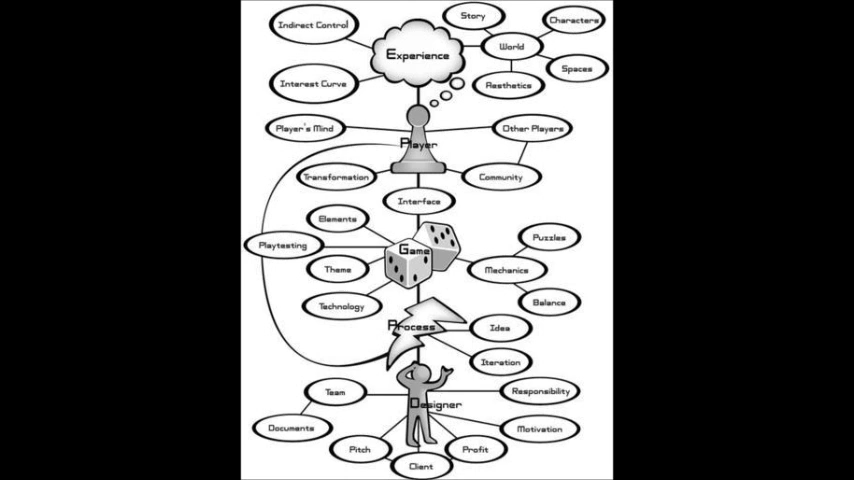 Story
Indirect Control
Characters
World
Experience
Spaces
Interest Curve
Aesthetics
Player's Mind
Other Players
Player
Transformation
Community
Interface
Elements
Puzzles
Playtesting
Game
Theme
Mechanics
Technology
Balance
Process
Idea
Iteration
Team
Responsibility
Designer
Documents
Motivation
Pitch
Profit
Client